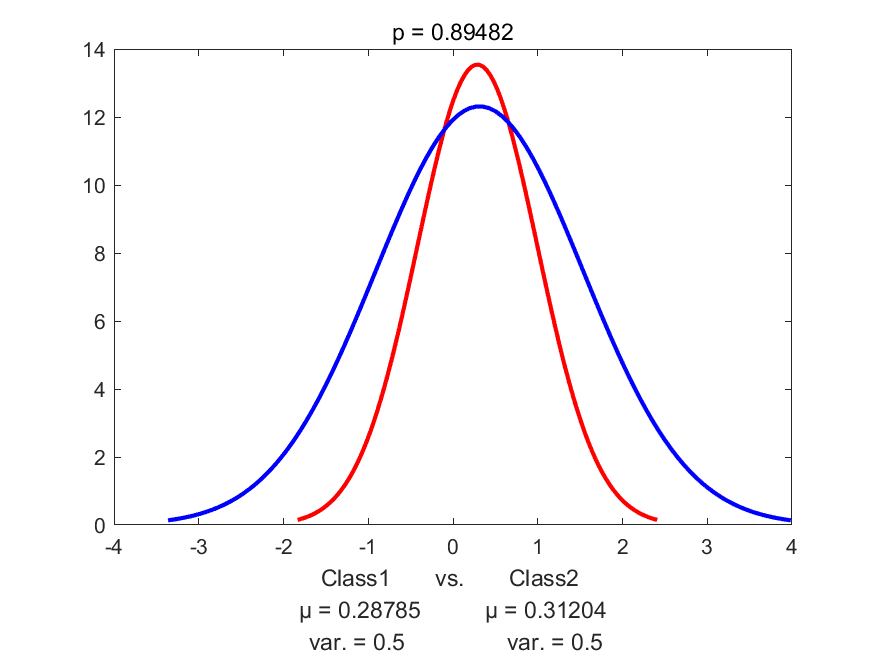 p = 0.89482
14
12
10
8
6
4
2
0
-4 -3 -2 -1 0 1 2 3 4
Class1 vs. Class2
μ = 0.28785 μ = 0.31204
var. = 0.5 var. = 0.5